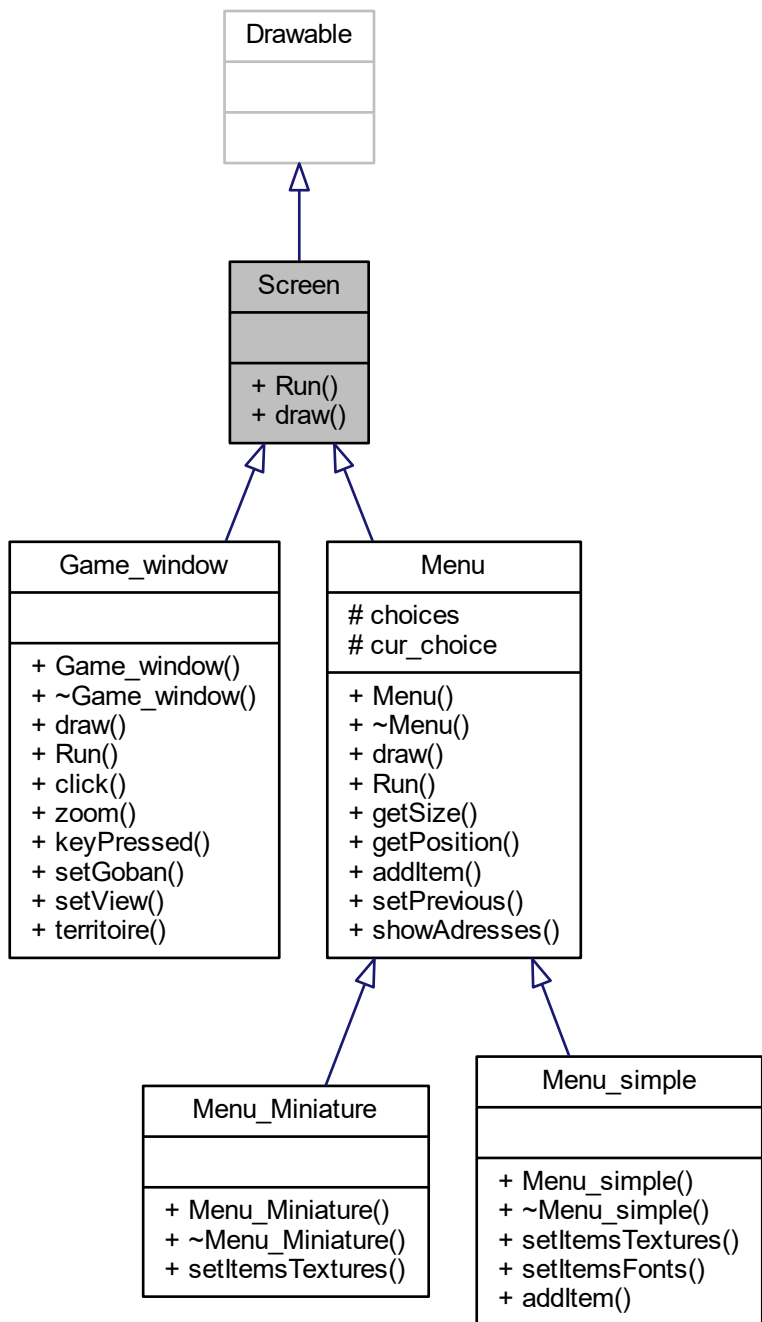 Drawable
Screen
+ Run()
+ draw()
Game_window
+ Game_window()
+ ~Game_window()
+ draw()
+ Run()
+ click()
+ zoom()
+ keyPressed()
+ setGoban()
+ setView()
+ territoire()
Menu
# choices
# cur_choice
+ Menu()
+ ~Menu()
+ draw()
+ Run()
+ getSize()
+ getPosition()
+ addItem()
+ setPrevious()
+ showAdresses()
Menu_Miniature
+ Menu_Miniature()
+ ~Menu_Miniature()
+ setItemsTextures()
Menu_simple
+ Menu_simple()
+ ~Menu_simple()
+ setItemsTextures()
+ setItemsFonts()
+ addItem()